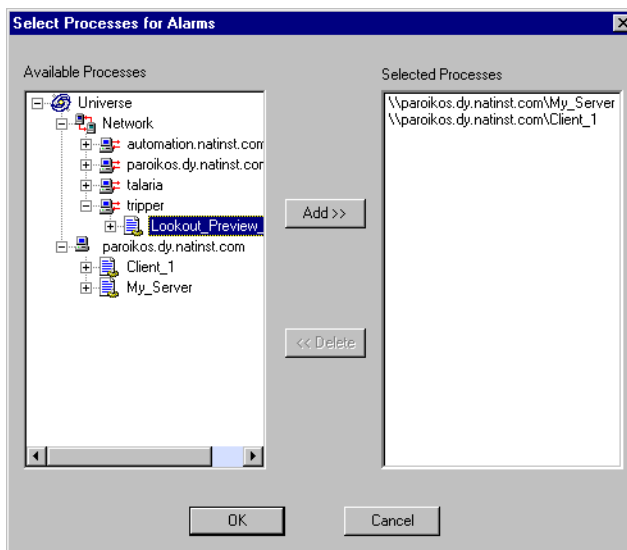 Select Processes for Alarms
Available Processes
Universe
Network
automation.natinst.com
paroikos.dy.natinst.cor
talaria
tripper
Lookout_Preview_
paroikos.dy.natinst.com
Client_1
My_Server
Add >>
<< Delete
Selected Processes
\\paroikos.dy.natinst.com\My_Server
\\paroikos.dy.natinst.com\Client_1
OK
Cancel